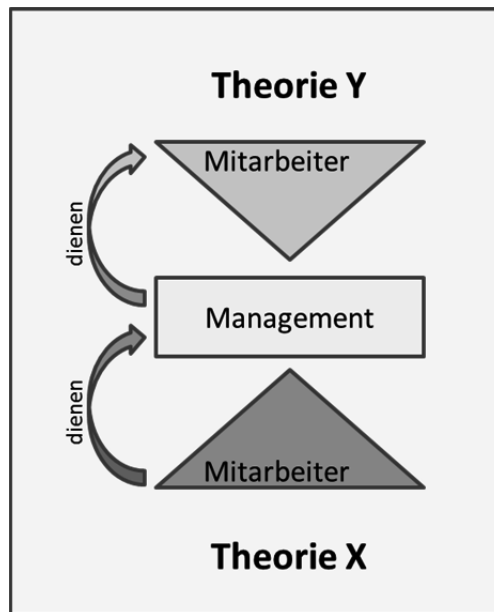 Theorie Y
Mitarbeiter
dienen
Management
dienen
Mitarbeiter
Theorie X